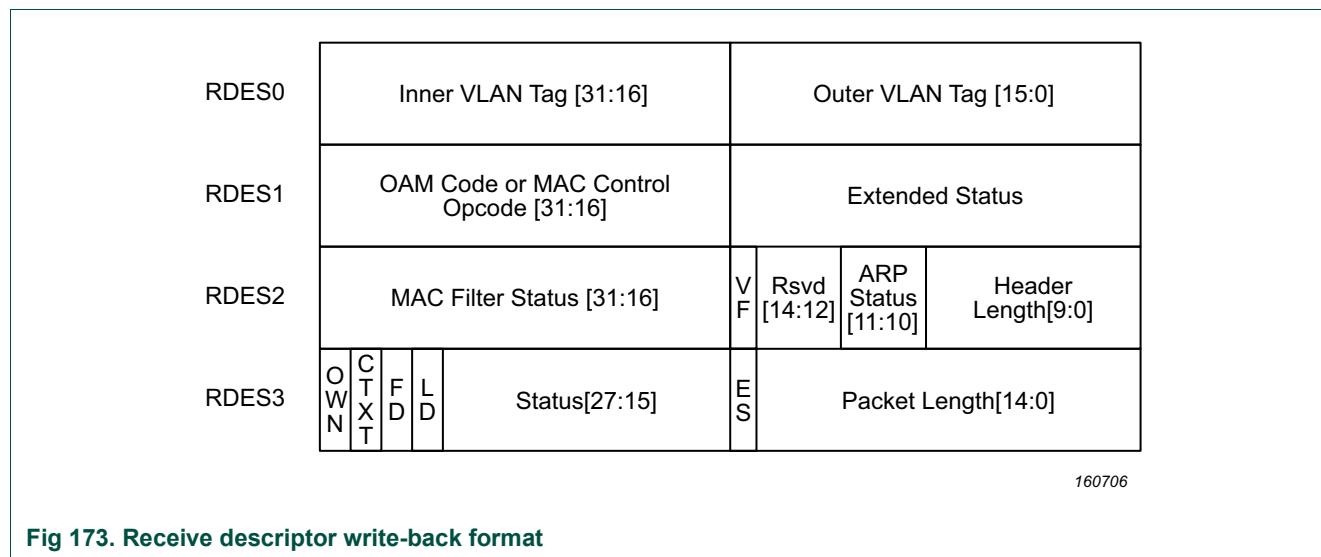 RDES0
Inner VLAN Tag [31:16]
Outer VLAN Tag [15:0]
RDES1
OAM Code or MAC Control
Opcode [31:16]
Extended Status
RDES2
MAC Filter Status [31:16]
V
F
Rsvd
[14:12]
ARP
Status
[11:10]
Header
Length[9:0]
RDES3
O
W
N
C
T
X
T
F
D
L
D
Status[27:15]
E
S
Packet Length[14:0]
160706
Fig 173. Receive descriptor write-back format